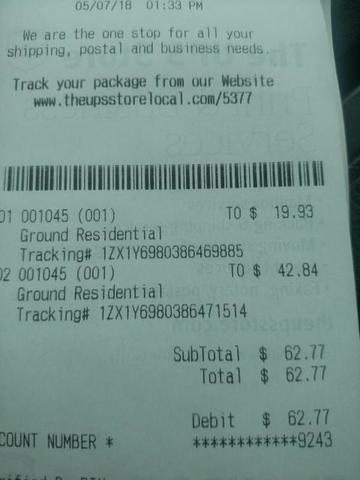 05/07/18 01:33 PM
We are the one stop for all your
shipping, postal and business needs.
Track your package from our Website
www.theupsstorelocal.com/5377
01 001045 (001) TO $ 19.93
Ground Residential
Tracking# 1ZX1Y6980386469885
02 001045 (001) TO $ 42.84
Ground Residential
Tracking# 1ZX1Y6980386471514
SubTotal $ 62.77
Total $ 62.77
Debit $ 62.77
COUNT NUMBER * ************9243